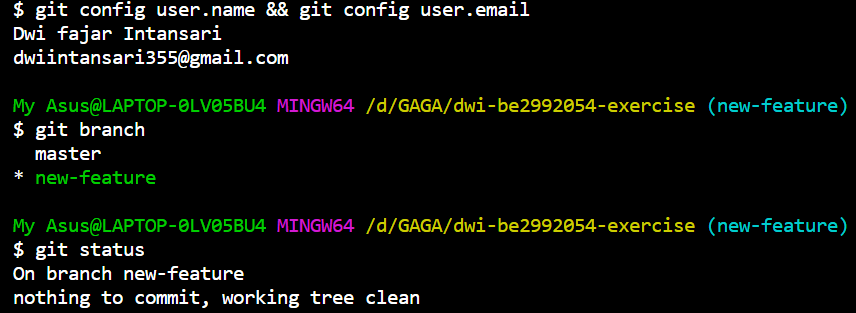 $ git config user.name && git config user.email
Dwi fajar Intansari
dwiintansari355@gmail.com
My Asus@LAPTOP-0LV05BU4 MINGW64 /d/GAGA/dwi-be2992054-exercise (new-feature)
$ git branch
master
* new-feature
My Asus@LAPTOP-0LV05BU4 MINGW64 /d/GAGA/dwi-be2992054-exercise (new-feature)
$ git status
On branch new-feature
nothing to commit, working tree clean